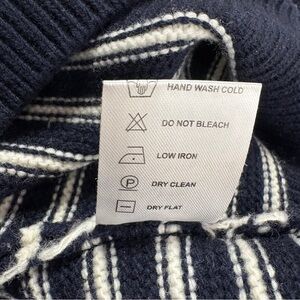 HAND WASH COLD
DO NOT BLEACH
LOW IRON
P DRY CLEAN
DRY FLAT